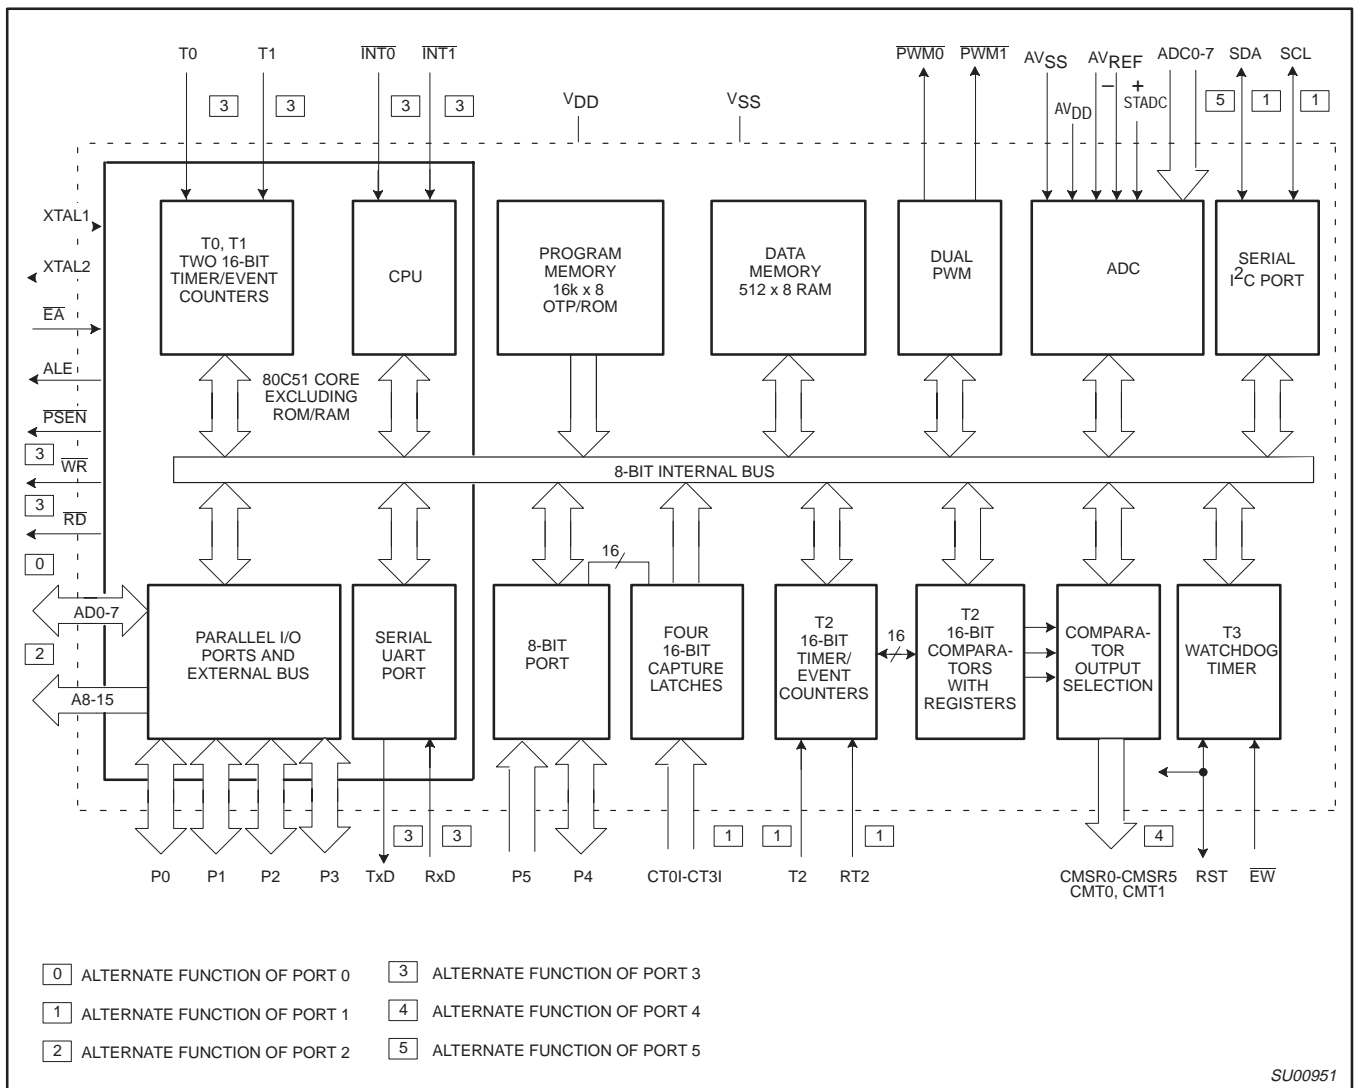 T0 T1 INT0 INT1 PWM0 PWM1 AVSS AVREF ADC0-7 SDA SCL
− +
STADC
3 3 3 3 VDD VSS AVDD 5 1 1
XTAL1
XTAL2
EA
ALE
PSEN
3 WR
3 RD
0
AD0-7
2
A8-15
T0, T1
TWO 16-BIT
TIMER/EVENT
COUNTERS
CPU
PROGRAM
MEMORY
16k x 8
OTP/ROM
DATA
MEMORY
512 x 8 RAM
DUAL
PWM
ADC
SERIAL
I2C PORT
80C51 CORE
EXCLUDING
ROM/RAM
8-BIT INTERNAL BUS
PARALLEL I/O
PORTS AND
EXTERNAL BUS
SERIAL
UART
PORT
8-BIT
PORT
16
FOUR
16-BIT
CAPTURE
LATCHES
T2
16-BIT
TIMER/
EVENT
COUNTERS
16
T2
16-BIT
COMPARA-
TORS
WITH
REGISTERS
COMPARA-
TOR
OUTPUT
SELECTION
T3
WATCHDOG
TIMER
3 3 1 1 1 4
P0 P1 P2 P3 TxD RxD P5 P4 CT0I-CT3I T2 RT2 CMSR0-CMSR5 RST EW
CMT0, CMT1
0 ALTERNATE FUNCTION OF PORT 0
1 ALTERNATE FUNCTION OF PORT 1
2 ALTERNATE FUNCTION OF PORT 2
3 ALTERNATE FUNCTION OF PORT 3
4 ALTERNATE FUNCTION OF PORT 4
5 ALTERNATE FUNCTION OF PORT 5
SU00951